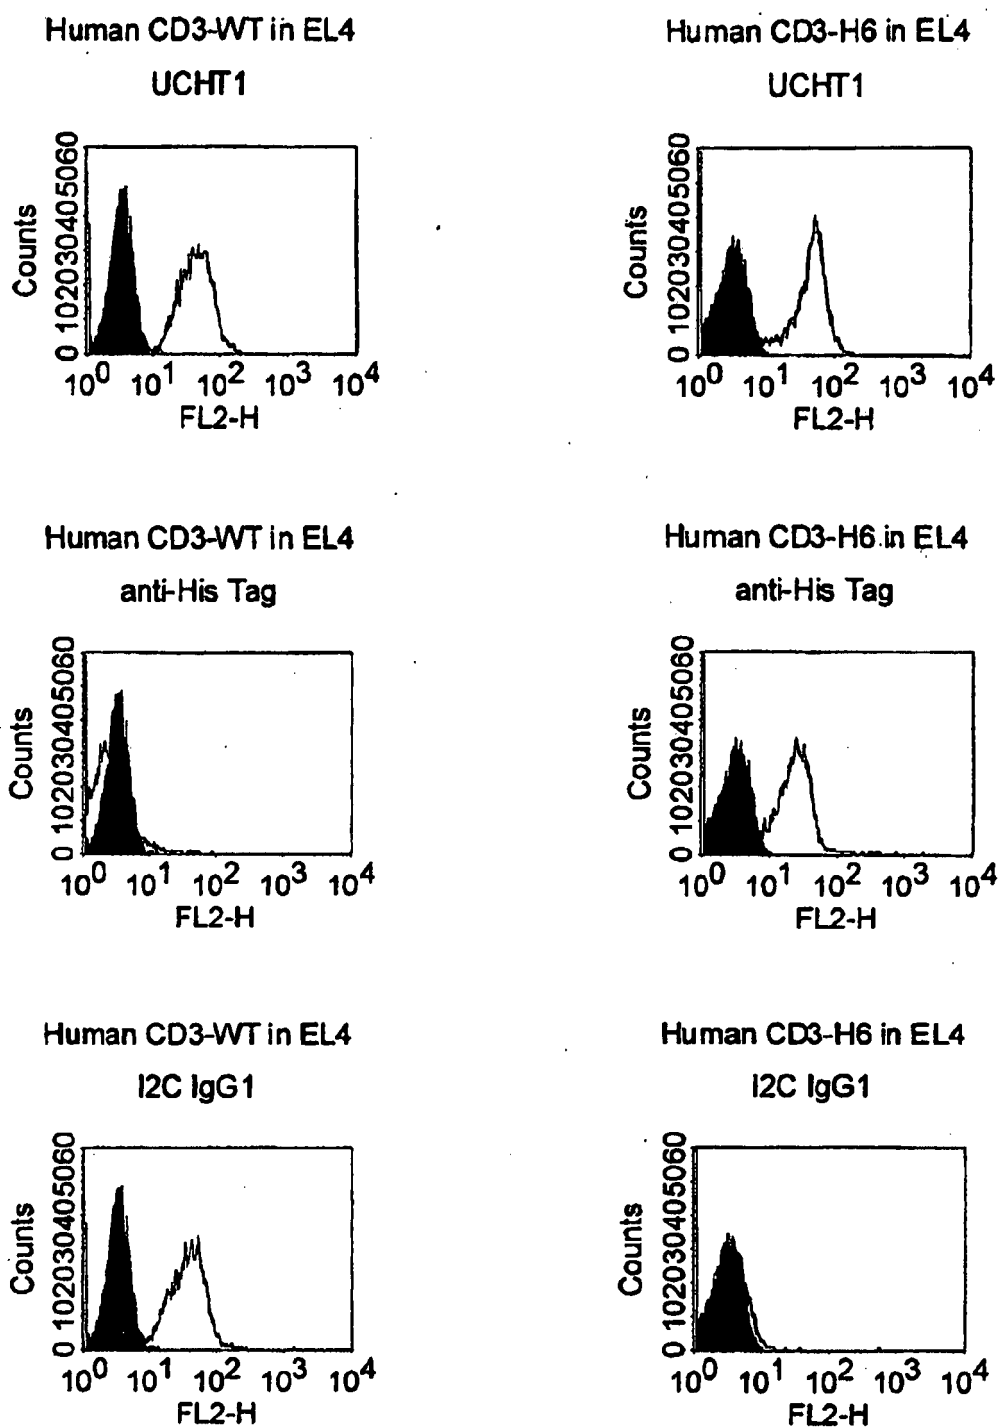 Human CD3-WT in EL4
UCHT1
Counts
0 102030405060
10^0 10^1 10^2 10^3 10^4
FL2-H
Human CD3-H6 in EL4
UCHT1
Counts
0 102030405060
10^0 10^1 10^2 10^3 10^4
FL2-H
Human CD3-WT in EL4
anti-His Tag
Counts
0 102030405060
10^0 10^1 10^2 10^3 10^4
FL2-H
Human CD3-H6 in EL4
anti-His Tag
Counts
0 102030405060
10^0 10^1 10^2 10^3 10^4
FL2-H
Human CD3-WT in EL4
I2C IgG1
Counts
0 102030405060
10^0 10^1 10^2 10^3 10^4
FL2-H
Human CD3-H6 in EL4
I2C IgG1
Counts
0 102030405060
10^0 10^1 10^2 10^3 10^4
FL2-H